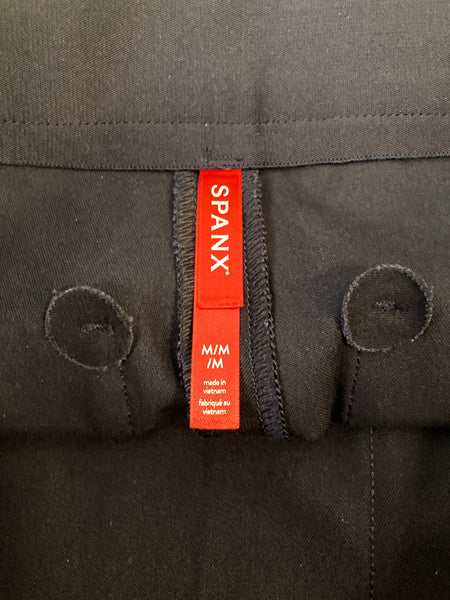 SPANX®
M/M
/M
made in
vietnam
fabriqué au
vietnam